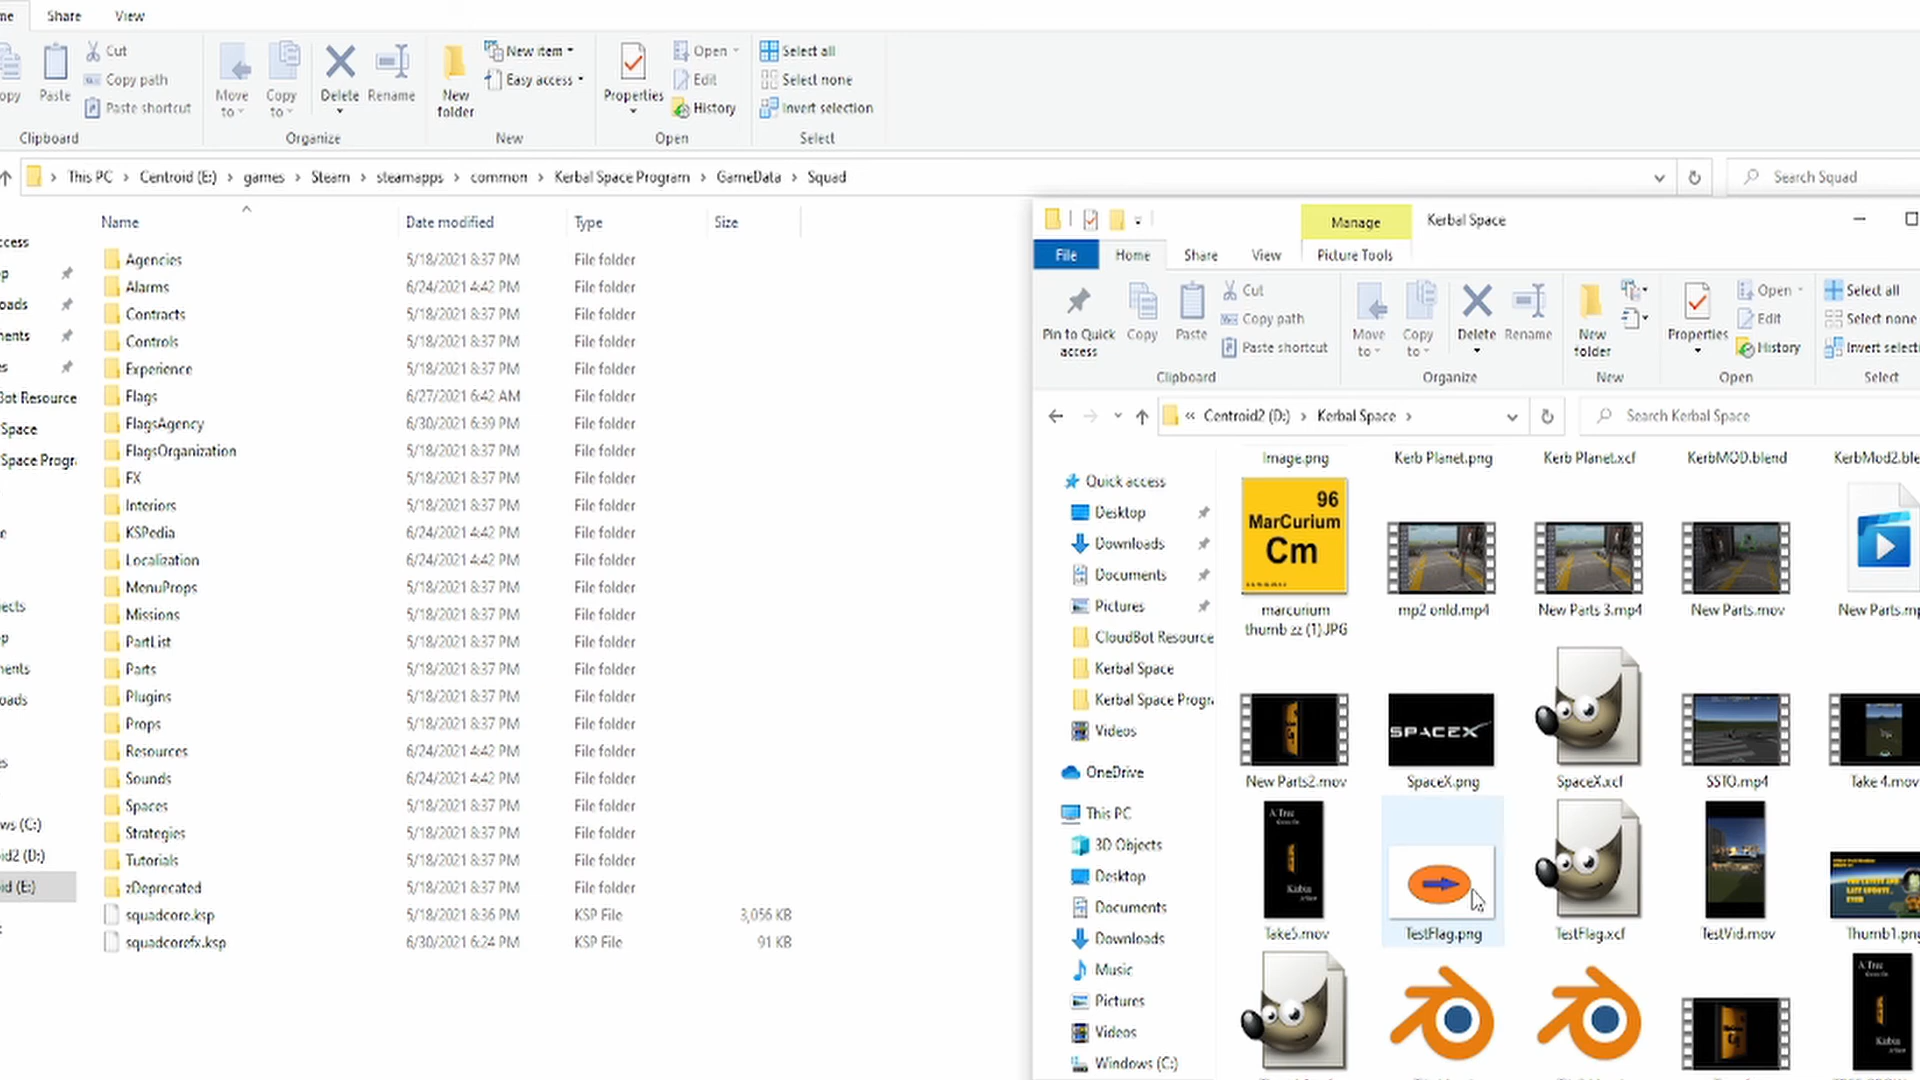 Share View
Cut
Copy path
Paste shortcut
Paste
Clipboard
Move to
Copy to
Delete
Rename
Organize
New folder
New item
Easy access
New
Properties
Open
Edit
History
Open
Select all
Select none
Invert selection
Select
This PC > Centroid (E:) > games > Steam > steamapps > common > Kerbal Space Program > GameData > Squad
Search Squad
Name Date modified Type Size
Agencies 5/18/2021 8:37 PM File folder
Alarms 6/24/2021 4:42 PM File folder
Contracts 5/18/2021 8:37 PM File folder
Controls 5/18/2021 8:37 PM File folder
Experience 5/18/2021 8:37 PM File folder
Flags 6/27/2021 6:42 AM File folder
FlagsAgency 6/30/2021 6:39 PM File folder
FlagsOrganization 5/18/2021 8:37 PM File folder
FX 5/18/2021 8:37 PM File folder
Interiors 5/18/2021 8:37 PM File folder
KSPedia 6/24/2021 4:42 PM File folder
Localization 6/24/2021 4:42 PM File folder
MenuProps 5/18/2021 8:37 PM File folder
Missions 5/18/2021 8:37 PM File folder
PartList 5/18/2021 8:37 PM File folder
Parts 5/18/2021 8:37 PM File folder
Plugins 5/18/2021 8:37 PM File folder
Props 5/18/2021 8:37 PM File folder
Resources 6/24/2021 4:42 PM File folder
Sounds 6/24/2021 4:42 PM File folder
Spaces 5/18/2021 8:37 PM File folder
Strategies 5/18/2021 8:37 PM File folder
Tutorials 5/18/2021 8:37 PM File folder
zDeprecated 5/18/2021 8:37 PM File folder
squadcore.ksp 5/18/2021 8:36 PM KSP File 3,056 KB
squadcorefx.ksp 6/30/2021 6:24 PM KSP File 91 KB
Manage Kerbal Space
File Home Share View Picture Tools
Pin to Quick access
Copy
Paste
Cut
Copy path
Paste shortcut
Clipboard
Move to
Copy to
Delete
Rename
Organize
New folder
New
Properties
Open
Edit
History
Open
Select all
Select none
Invert selecti
Select
« Centroid2 (D:) > Kerbal Space >
Search Kerbal Space
Quick access
Desktop
Downloads
Documents
Pictures
CloudBot Resource
Kerbal Space
Kerbal Space Progr
Videos
OneDrive
This PC
3D Objects
Desktop
Documents
Downloads
Music
Pictures
Videos
Windows (C:)
Image.png Kerb Planet.png Kerb Planet.xcf KerbMOD.blend KerbMod2.ble
96
MarCurium
Cm
marcurium thumb zz (1).JPG
mp2 onld.mp4
New Parts 3.mp4
New Parts.mov
New Parts.mp
SPACEX
New Parts2.mov SpaceX.png SpaceX.xcf SSTO.mp4 Take 4.mov
A Tree
Take5.mov TestFlag.png TestFlag.xcf TestVid.mov Thumb1.png
A Tree